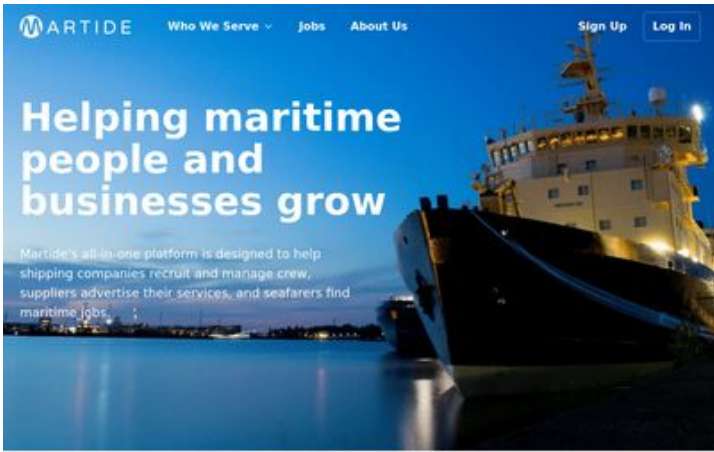 MARTIDE
Who We Serve
Jobs
About Us
Sign Up
Log In
Helping maritime
people and
businesses grow
Martide's all-in-one platform is designed to help
shipping companies recruit and manage crew,
suppliers advertise their services, and seafarers find
maritime jobs.